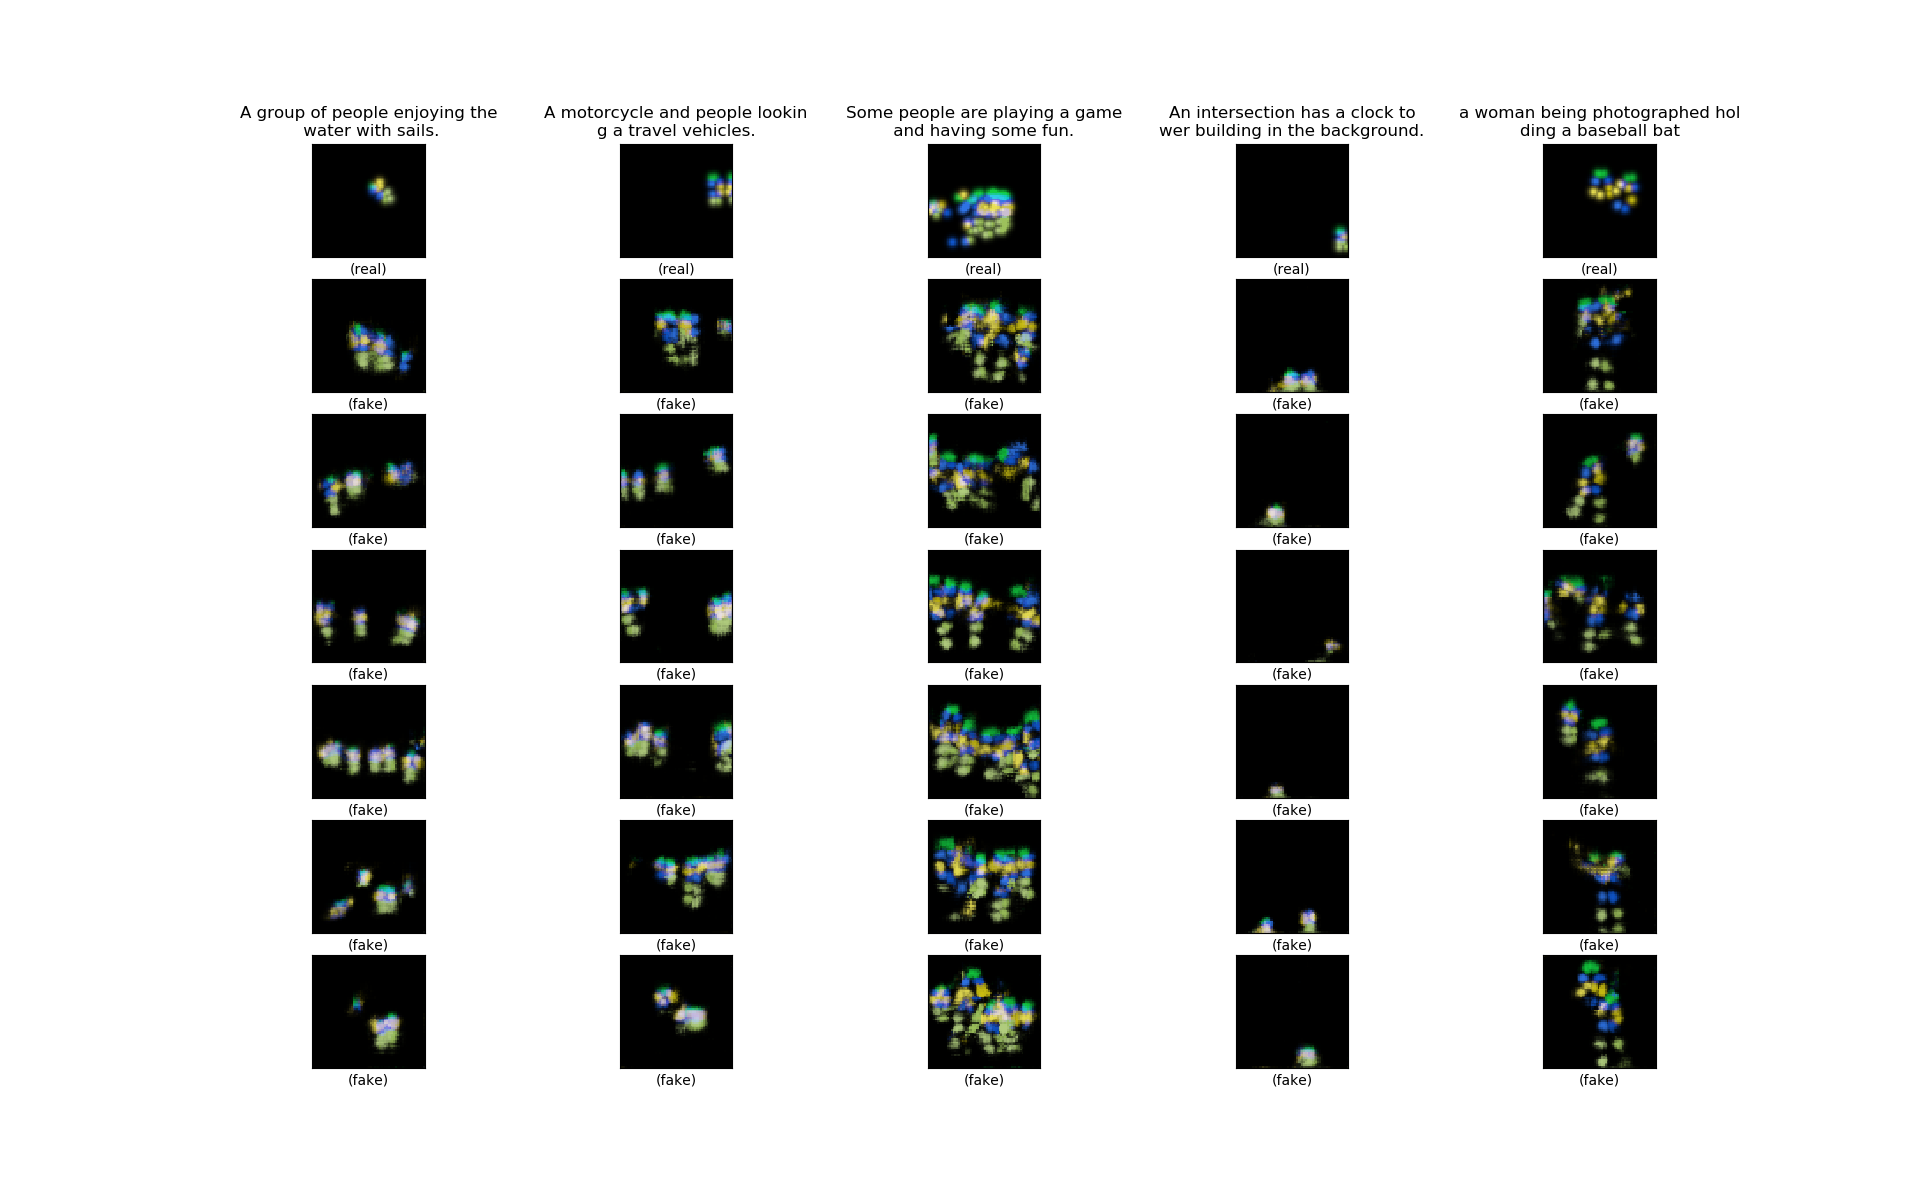 A group of people enjoying the
water with sails.
A motorcycle and people lookin
g a travel vehicles.
Some people are playing a game
and having some fun.
An intersection has a clock to
wer building in the background.
a woman being photographed hol
ding a baseball bat
(real) (real) (real) (real) (real)
(fake) (fake) (fake) (fake) (fake)
(fake) (fake) (fake) (fake) (fake)
(fake) (fake) (fake) (fake) (fake)
(fake) (fake) (fake) (fake) (fake)
(fake) (fake) (fake) (fake) (fake)
(fake) (fake) (fake) (fake) (fake)